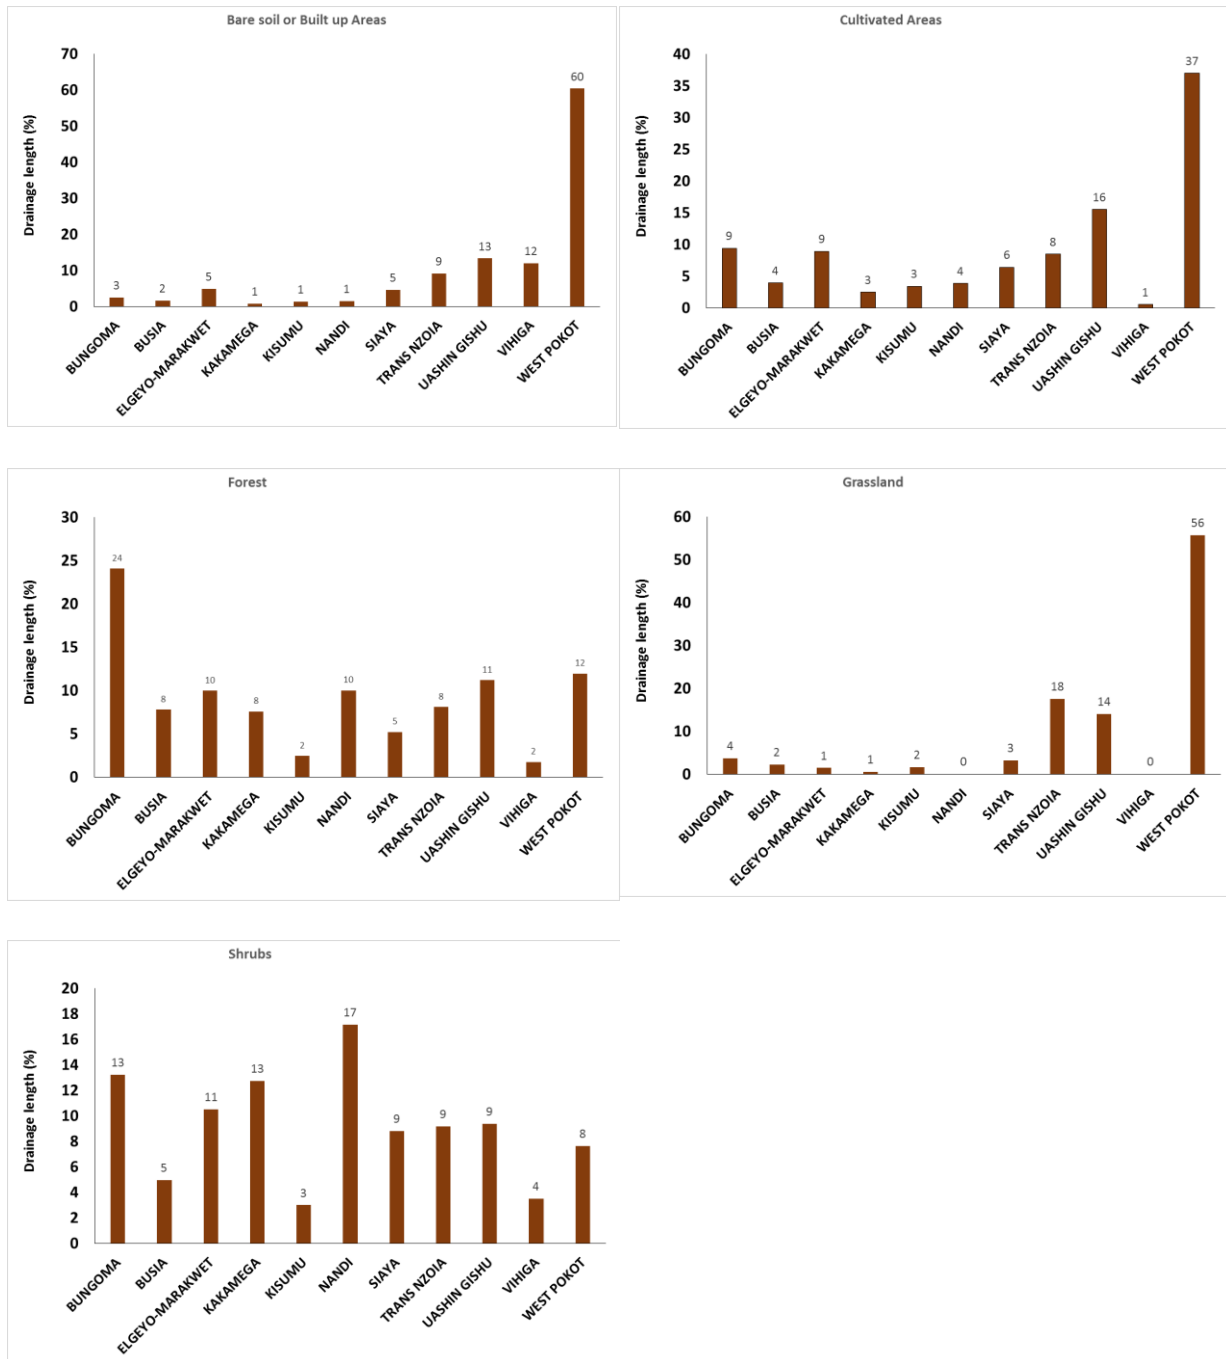 Bare soil or Built up Areas
Drainage length (%)
70
60
50
40
30
20
10
0
3
2
5
1
1
1
5
9
13
12
60
BUNGOMA
BUSIA
ELGEYO-MARAKWET
KAKAMEGA
KISUMU
NANDI
SIAYA
TRANS NZOIA
UASHIN GISHU
VIHIGA
WEST POKOT
Cultivated Areas
Drainage length (%)
40
35
30
25
20
15
10
5
0
9
4
9
3
3
4
6
8
16
1
37
BUNGOMA
BUSIA
ELGEYO-MARAKWET
KAKAMEGA
KISUMU
NANDI
SIAYA
TRANS NZOIA
UASHIN GISHU
VIHIGA
WEST POKOT
Forest
Drainage length (%)
30
25
20
15
10
5
0
24
8
10
8
2
10
5
8
11
2
12
BUNGOMA
BUSIA
ELGEYO-MARAKWET
KAKAMEGA
KISUMU
NANDI
SIAYA
TRANS NZOIA
UASHIN GISHU
VIHIGA
WEST POKOT
Grassland
Drainage length (%)
60
50
40
30
20
10
0
4
2
1
1
2
0
3
18
14
0
56
BUNGOMA
BUSIA
ELGEYO-MARAKWET
KAKAMEGA
KISUMU
NANDI
SIAYA
TRANS NZOIA
UASHIN GISHU
VIHIGA
WEST POKOT
Shrubs
Drainage length (%)
20
18
16
14
12
10
8
6
4
2
0
13
5
11
13
3
17
9
9
9
4
8
BUNGOMA
BUSIA
ELGEYO-MARAKWET
KAKAMEGA
KISUMU
NANDI
SIAYA
TRANS NZOIA
UASHIN GISHU
VIHIGA
WEST POKOT